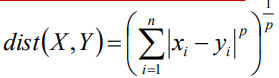 dist(X,Y)=(∑_{i=1}^{n}|x_i − y_i|^p)^{1/p}